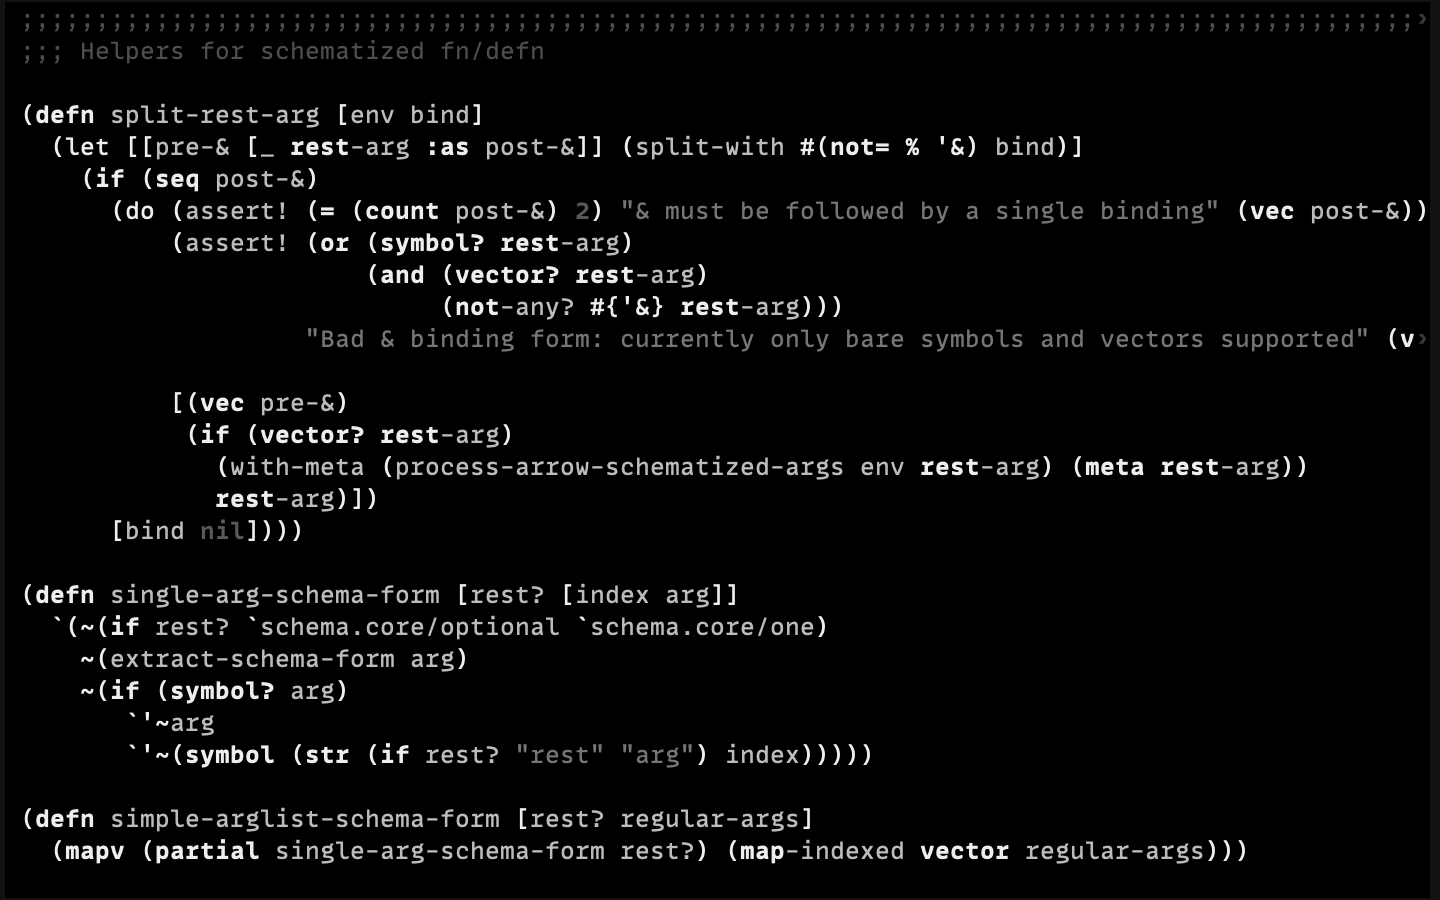 ;;;;;;;;;;;;;;;;;;;;;;;;;;;;;;;;;;;;;;;;;;;;;;;;;;;;;;;;;;;;;;;;;;;;;;;;;;;;;;;;;;;;;;;;;;;;;›
;;; Helpers for schematized fn/defn

(defn split-rest-arg [env bind]
  (let [[pre-& [_ rest-arg :as post-&]] (split-with #(not= % '&) bind)]
    (if (seq post-&)
      (do (assert! (= (count post-&) 2) "& must be followed by a single binding" (vec post-&))
          (assert! (or (symbol? rest-arg)
                       (and (vector? rest-arg)
                            (not-any? #{'&} rest-arg)))
                   "Bad & binding form: currently only bare symbols and vectors supported" (v›

          [(vec pre-&)
           (if (vector? rest-arg)
             (with-meta (process-arrow-schematized-args env rest-arg) (meta rest-arg))
             rest-arg)])
      [bind nil])))

(defn single-arg-schema-form [rest? [index arg]]
  `(~(if rest? `schema.core/optional `schema.core/one)
    ~(extract-schema-form arg)
    ~(if (symbol? arg)
       `'~arg
       `'~(symbol (str (if rest? "rest" "arg") index)))))

(defn simple-arglist-schema-form [rest? regular-args]
  (mapv (partial single-arg-schema-form rest?) (map-indexed vector regular-args)))